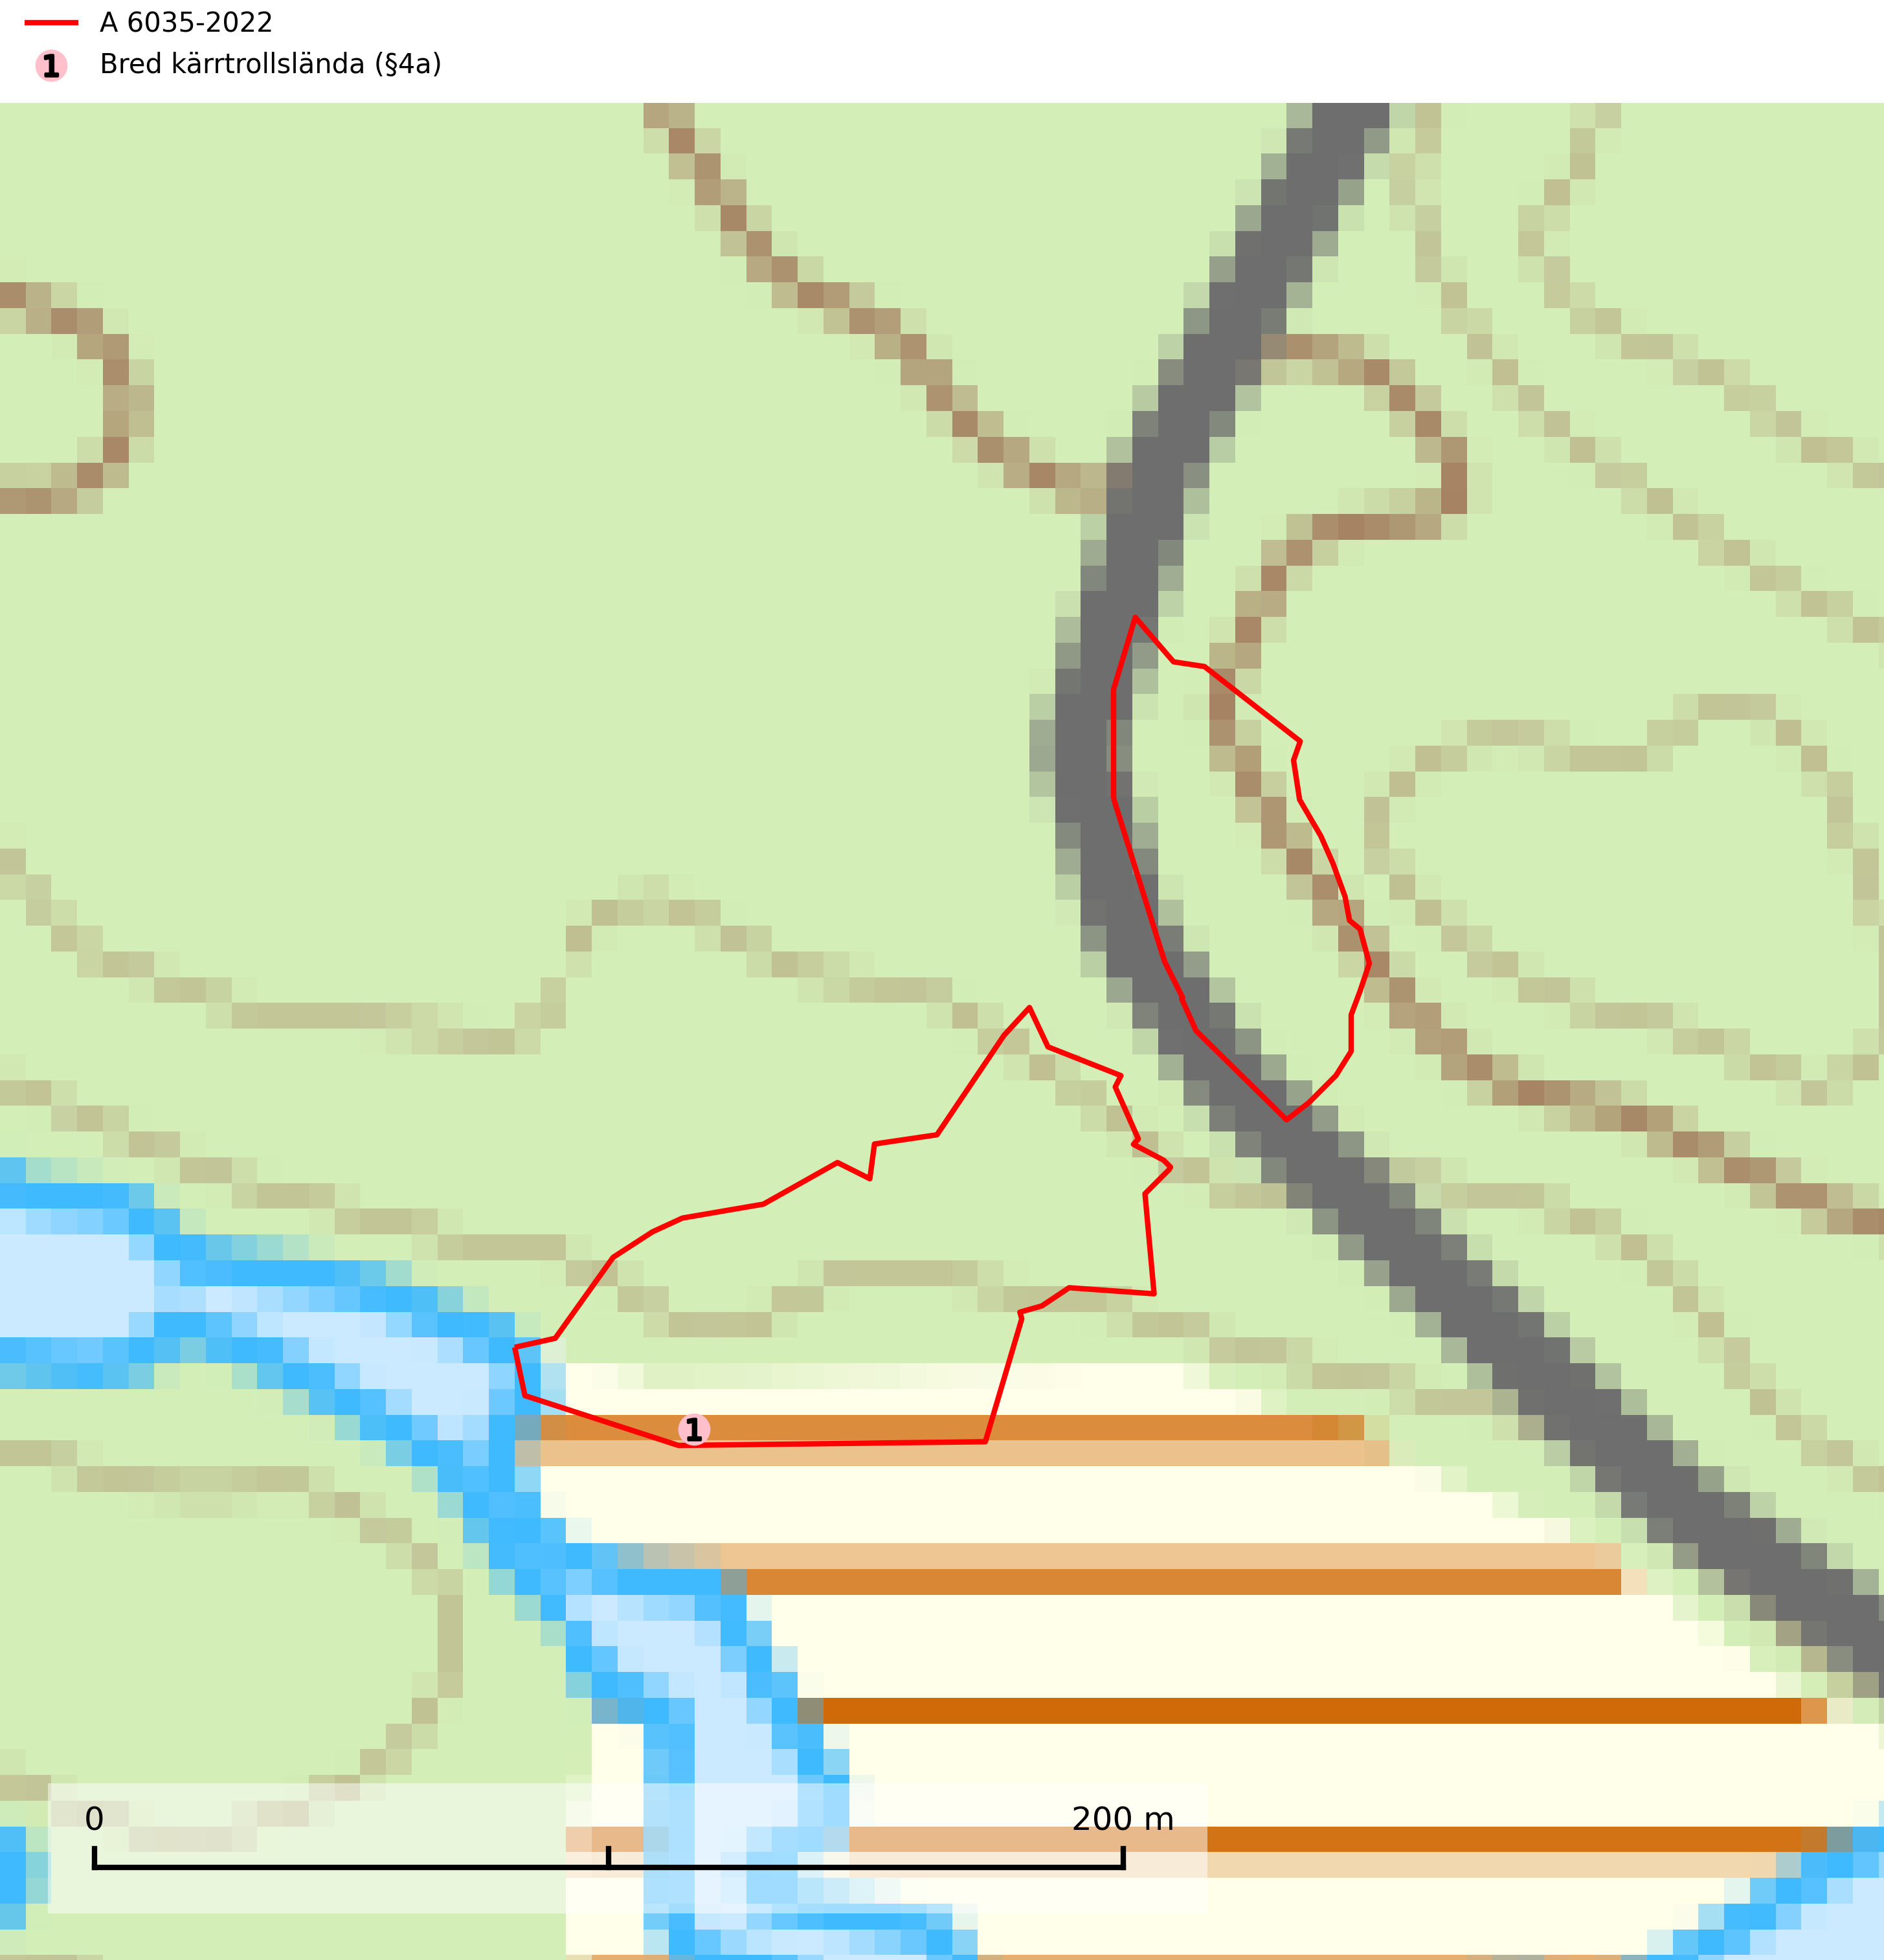 A 6035-2022
1 Bred kärrtrollslända (§4a)
1
0 200 m